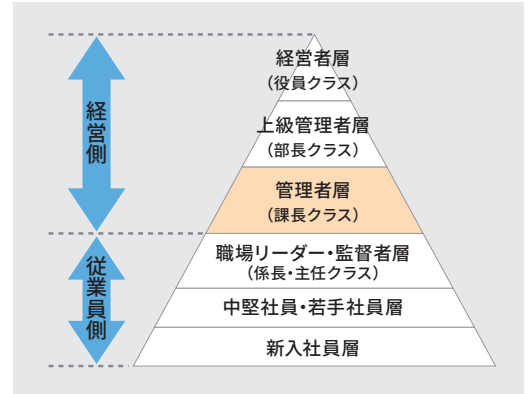 経営者層
（役員クラス）
上級管理者層
（部長クラス）
管理者層
（課長クラス）
職場リーダー・監督者層
（係長・主任クラス）
中堅社員・若手社員層
新入社員層
経営側
従業員側